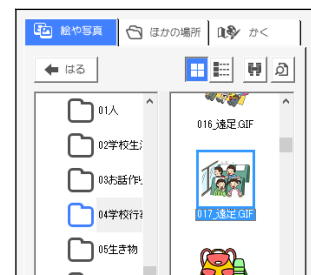 絵や写真 ほかの場所 かく
はる
01人
02学校生
03お話作
04学校行
05生き物
016_遠足.GIF
017_遠足.GIF